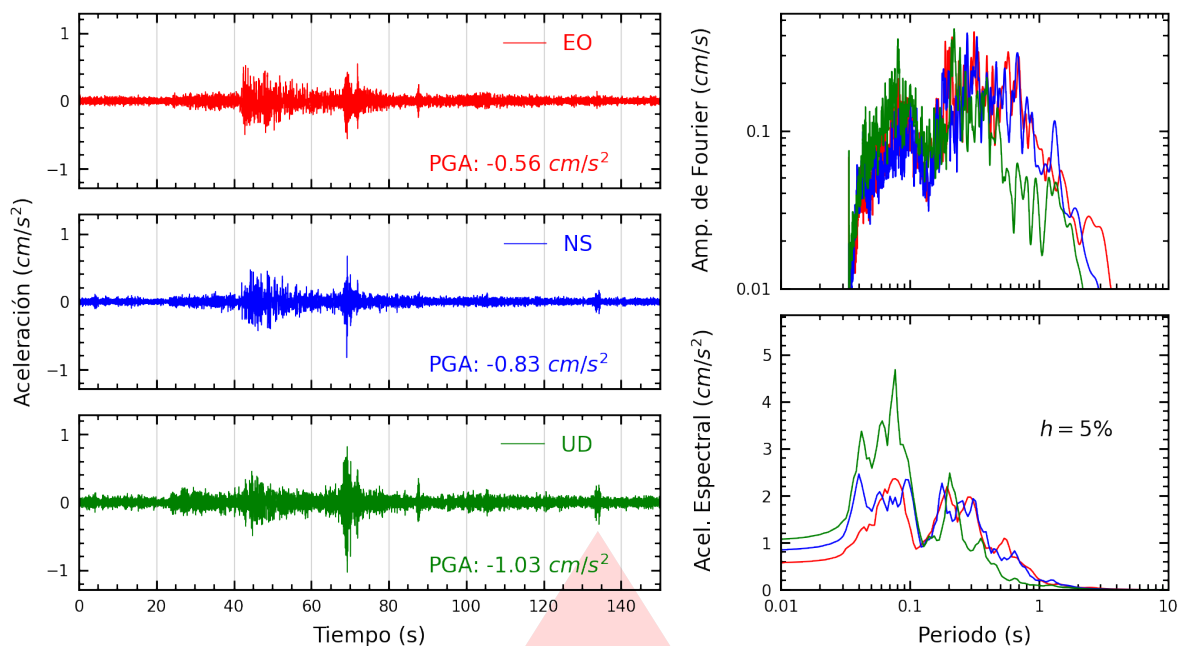 Aceleración (cm/s²)
1
0
−1
EO
PGA: -0.56 cm/s²
1
0
−1
NS
PGA: -0.83 cm/s²
1
0
−1
UD
PGA: -1.03 cm/s²
0 20 40 60 80 100 120 140
Tiempo (s)
Amp. de Fourier (cm/s)
0.1
0.01
Acel. Espectral (cm/s²)
5
4
3
2
1
0
h = 5%
0.01 0.1 1 10
Periodo (s)